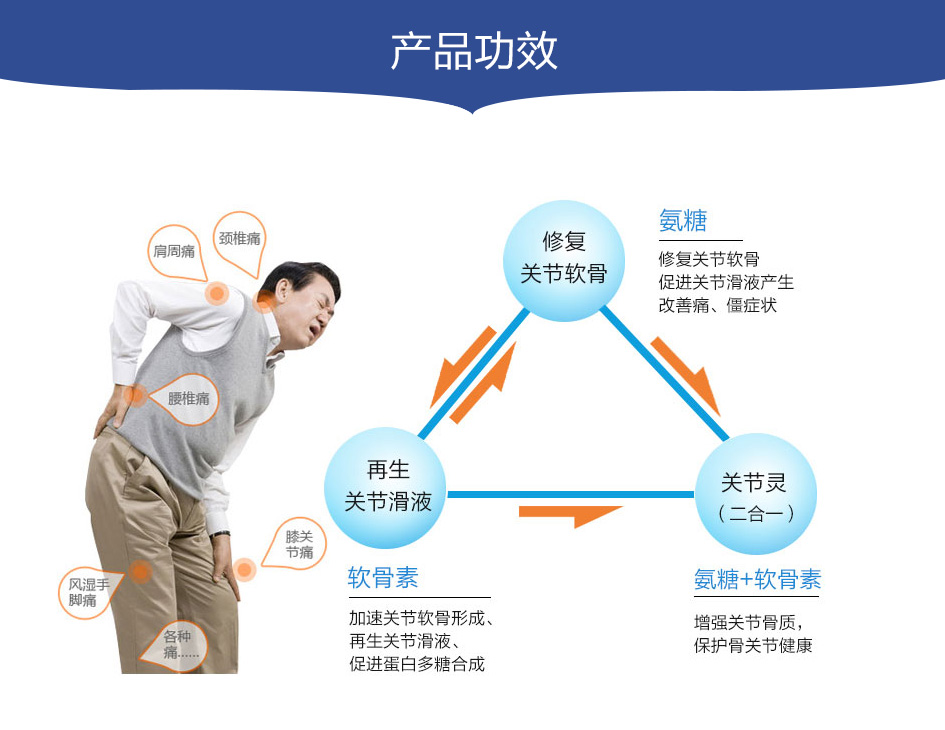 产品功效
颈椎痛
肩周痛
腰椎痛
膝关
节痛
风湿手
脚痛
各种
痛......
修复
关节软骨
氨糖
修复关节软骨
促进关节滑液产生
改善痛、僵症状
再生
关节滑液
软骨素
加速关节软骨形成、
再生关节滑液、
促进蛋白多糖合成
关节灵
（二合一）
氨糖+软骨素
增强关节骨质，
保护骨关节健康